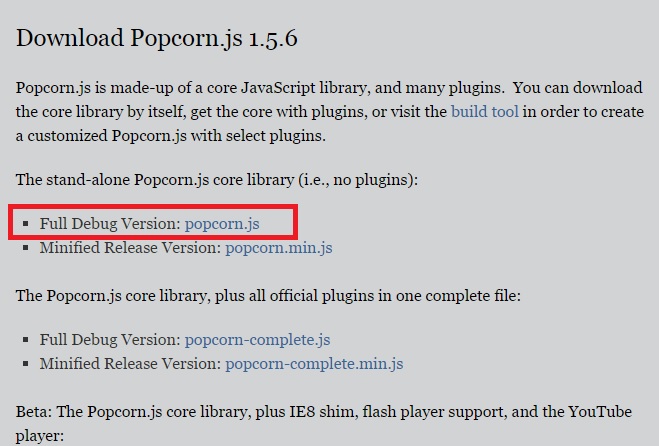 Download Popcorn.js 1.5.6
Popcorn.js is made-up of a core JavaScript library, and many plugins.  You can download
the core library by itself, get the core with plugins, or visit the build tool in order to create
a customized Popcorn.js with select plugins.
The stand-alone Popcorn.js core library (i.e., no plugins):
▪ Full Debug Version: popcorn.js
▪ Minified Release Version: popcorn.min.js
The Popcorn.js core library, plus all official plugins in one complete file:
▪ Full Debug Version: popcorn-complete.js
▪ Minified Release Version: popcorn-complete.min.js
Beta: The Popcorn.js core library, plus IE8 shim, flash player support, and the YouTube
player: